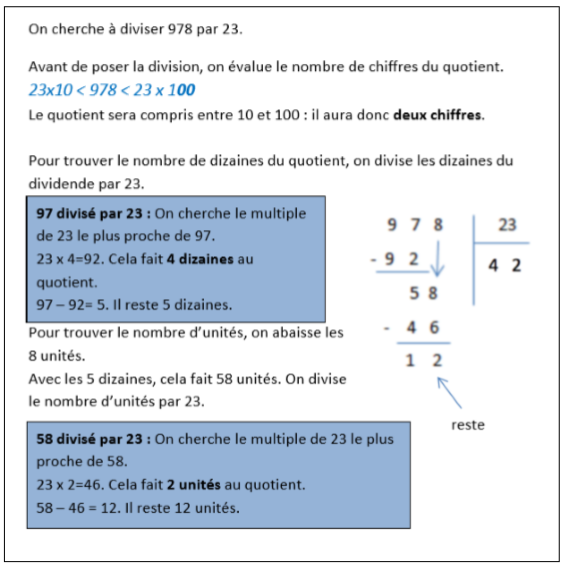 On cherche à diviser 978 par 23.
Avant de poser la division, on évalue le nombre de chiffres du quotient.
23x10 < 978 < 23 x 100
Le quotient sera compris entre 10 et 100 : il aura donc deux chiffres.
Pour trouver le nombre de dizaines du quotient, on divise les dizaines du
dividende par 23.
97 divisé par 23 : On cherche le multiple
de 23 le plus proche de 97.
23 x 4=92. Cela fait 4 dizaines au
quotient.
97 – 92= 5. Il reste 5 dizaines.
Pour trouver le nombre d'unités, on abaisse les
8 unités.
Avec les 5 dizaines, cela fait 58 unités. On divise
le nombre d'unités par 23.
58 divisé par 23 : On cherche le multiple de 23 le plus
proche de 58.
23 x 2=46. Cela fait 2 unités au quotient.
58 – 46 = 12. Il reste 12 unités.
9 7 8 23
- 9 2 4 2
5 8
- 4 6
1 2
reste